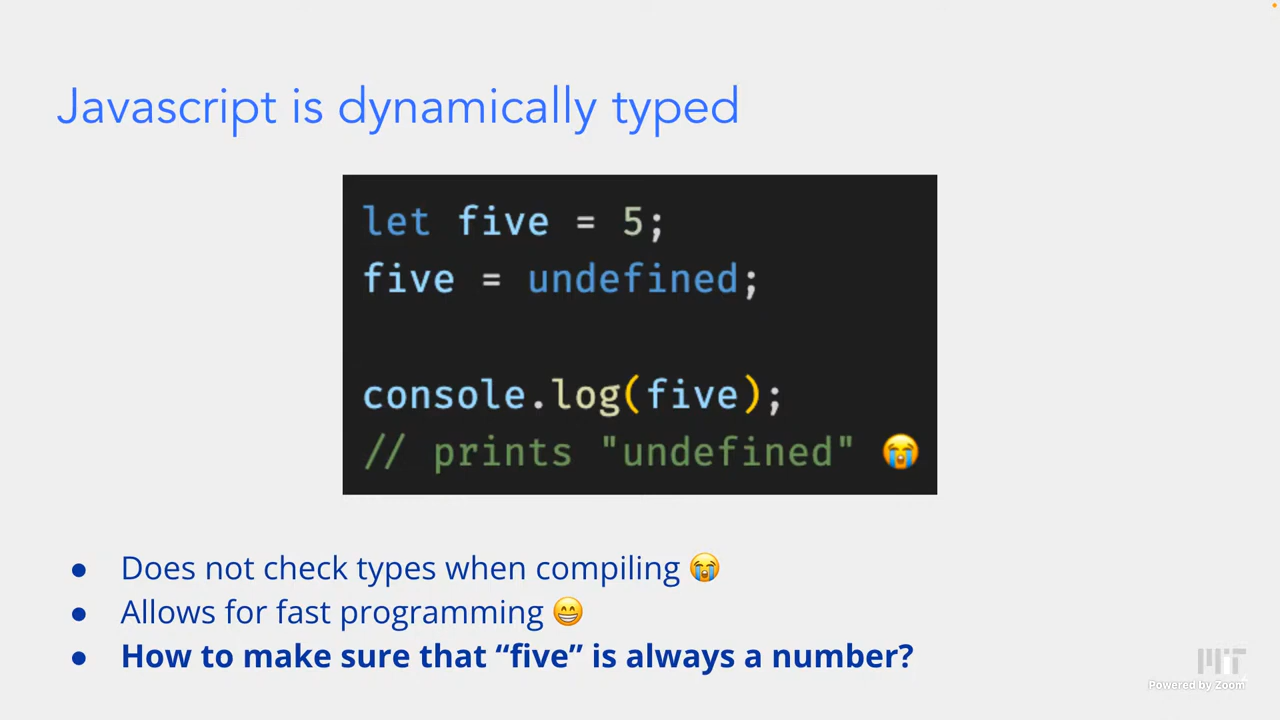 Javascript is dynamically typed
let five = 5;
five = undefined;
console.log(five);
// prints "undefined" 😭
● Does not check types when compiling 😭
● Allows for fast programming 😁
● How to make sure that “five” is always a number?
MIT
Powered by Zoom